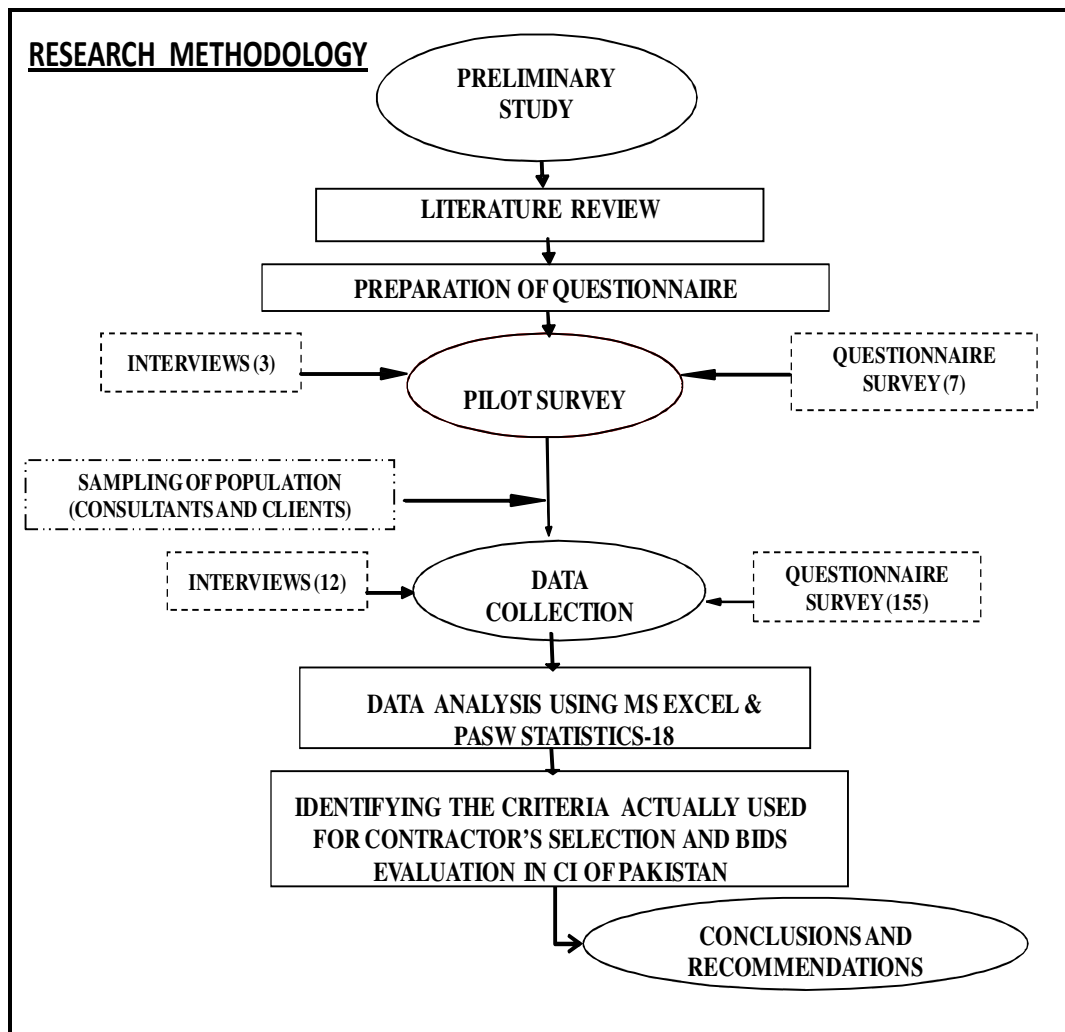 RESEARCH METHODOLOGY
PRELIMINARY
STUDY
LITERATURE REVIEW
PREPARATION OF QUESTIONNAIRE
INTERVIEWS (3)
QUESTIONNAIRE
SURVEY (7)
PILOT SURVEY
SAMPLING OF POPULATION
(CONSULTANTS AND CLIENTS)
INTERVIEWS (12)
DATA
COLLECTION
QUESTIONNAIRE
SURVEY (155)
DATA ANALYSIS USING MS EXCEL &
PASW STATISTICS-18
IDENTIFYING THE CRITERIA ACTUALLY USED
FOR CONTRACTOR'S SELECTION AND BIDS
EVALUATION IN CI OF PAKISTAN
CONCLUSIONS AND
RECOMMENDATIONS